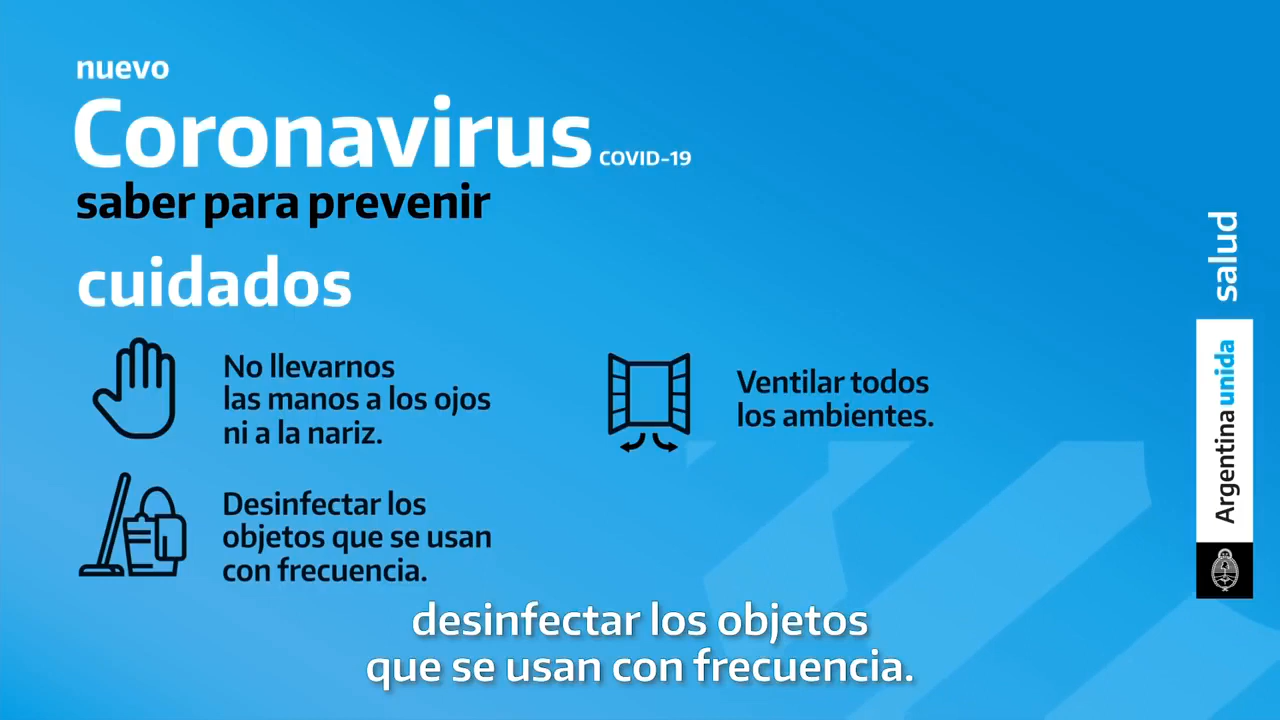 nuevo
Coronavirus COVID-19
saber para prevenir
cuidados
No llevarnos
las manos a los ojos
ni a la nariz.
Ventilar todos
los ambientes.
Desinfectar los
objetos que se usan
con frecuencia.
desinfectar los objetos
que se usan con frecuencia.
salud
Argentina unida